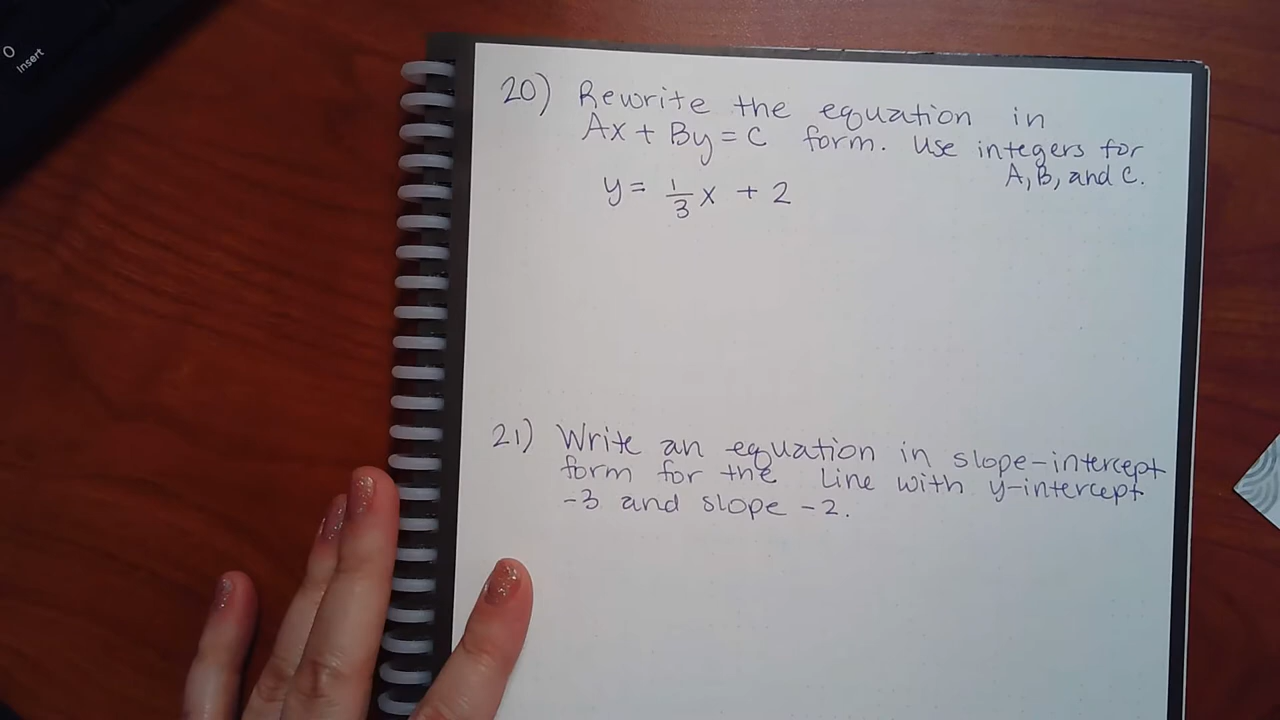 0
Insert
20) Rewrite the equation in
Ax + By = C form. Use integers for
A, B, and C.
y = 1/3 x + 2
21) Write an equation in slope-intercept
form for the line with y-intercept
-3 and slope -2.